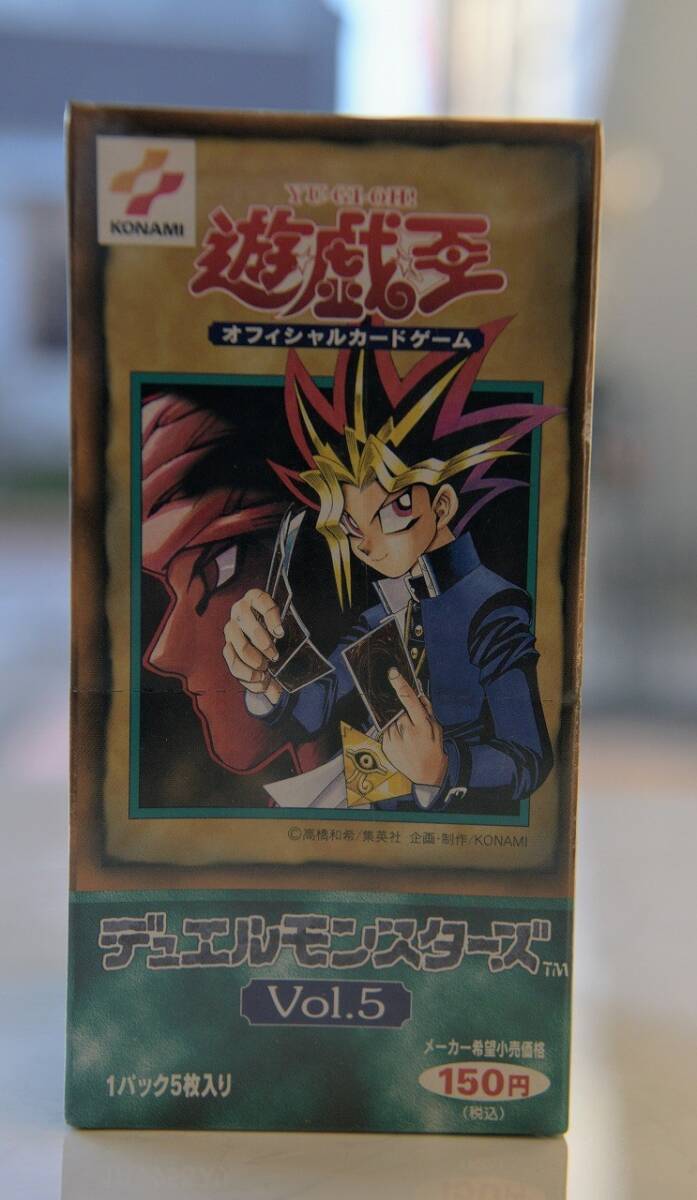 KONAMI
YU-GI-OH!
遊戯王
オフィシャルカードゲーム
©高橋和希/集英社 企画・制作/KONAMI
デュエルモンスターズ™
Vol.5
1パック5枚入り
メーカー希望小売価格
150円
(税込)